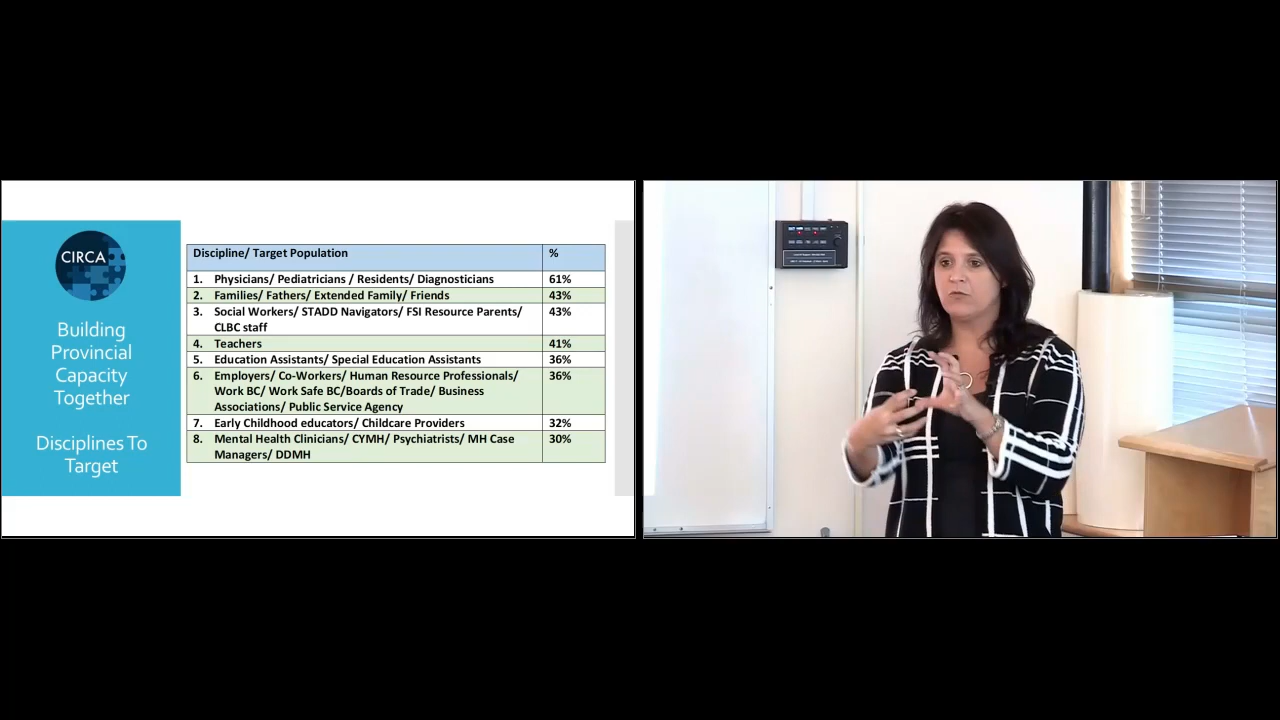 CIRCA
Building
Provincial
Capacity
Together
Disciplines To
Target
Discipline/ Target Population %
1. Physicians/ Pediatricians / Residents/ Diagnosticians 61%
2. Families/ Fathers/ Extended Family/ Friends 43%
3. Social Workers/ STADD Navigators/ FSI Resource Parents/ 43%
CLBC staff
4. Teachers 41%
5. Education Assistants/ Special Education Assistants 36%
6. Employers/ Co-Workers/ Human Resource Professionals/ 36%
Work BC/ Work Safe BC/Boards of Trade/ Business
Associations/ Public Service Agency
7. Early Childhood educators/ Childcare Providers 32%
8. Mental Health Clinicians/ CYMH/ Psychiatrists/ MH Case 30%
Managers/ DDMH